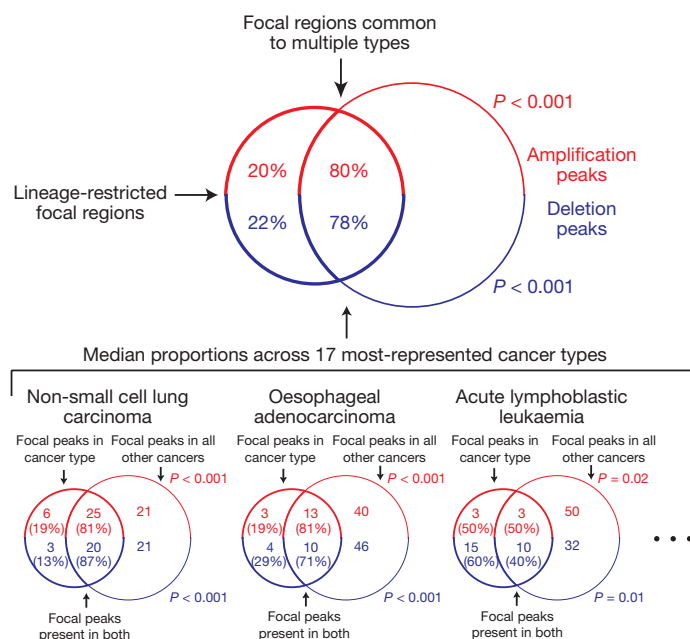 Focal regions common
to multiple types
P < 0.001
20%
80%
Amplification
peaks
Lineage-restricted
focal regions
22%
78%
Deletion
peaks
P < 0.001
Median proportions across 17 most-represented cancer types
Non-small cell lung
carcinoma
Focal peaks in
cancer type
Focal peaks in all
other cancers
P < 0.001
6
(19%)
25
(81%)
21
3
(13%)
20
(87%)
21
P < 0.001
Focal peaks
present in both
Oesophageal
adenocarcinoma
Focal peaks in
cancer type
Focal peaks in all
other cancers
P < 0.001
3
(19%)
13
(81%)
40
4
(29%)
10
(71%)
46
P < 0.001
Focal peaks
present in both
Acute lymphoblastic
leukaemia
Focal peaks in
cancer type
Focal peaks in all
other cancers
P = 0.02
3
(50%)
3
(50%)
50
15
(60%)
10
(40%)
32
P = 0.01
Focal peaks
present in both
• • •